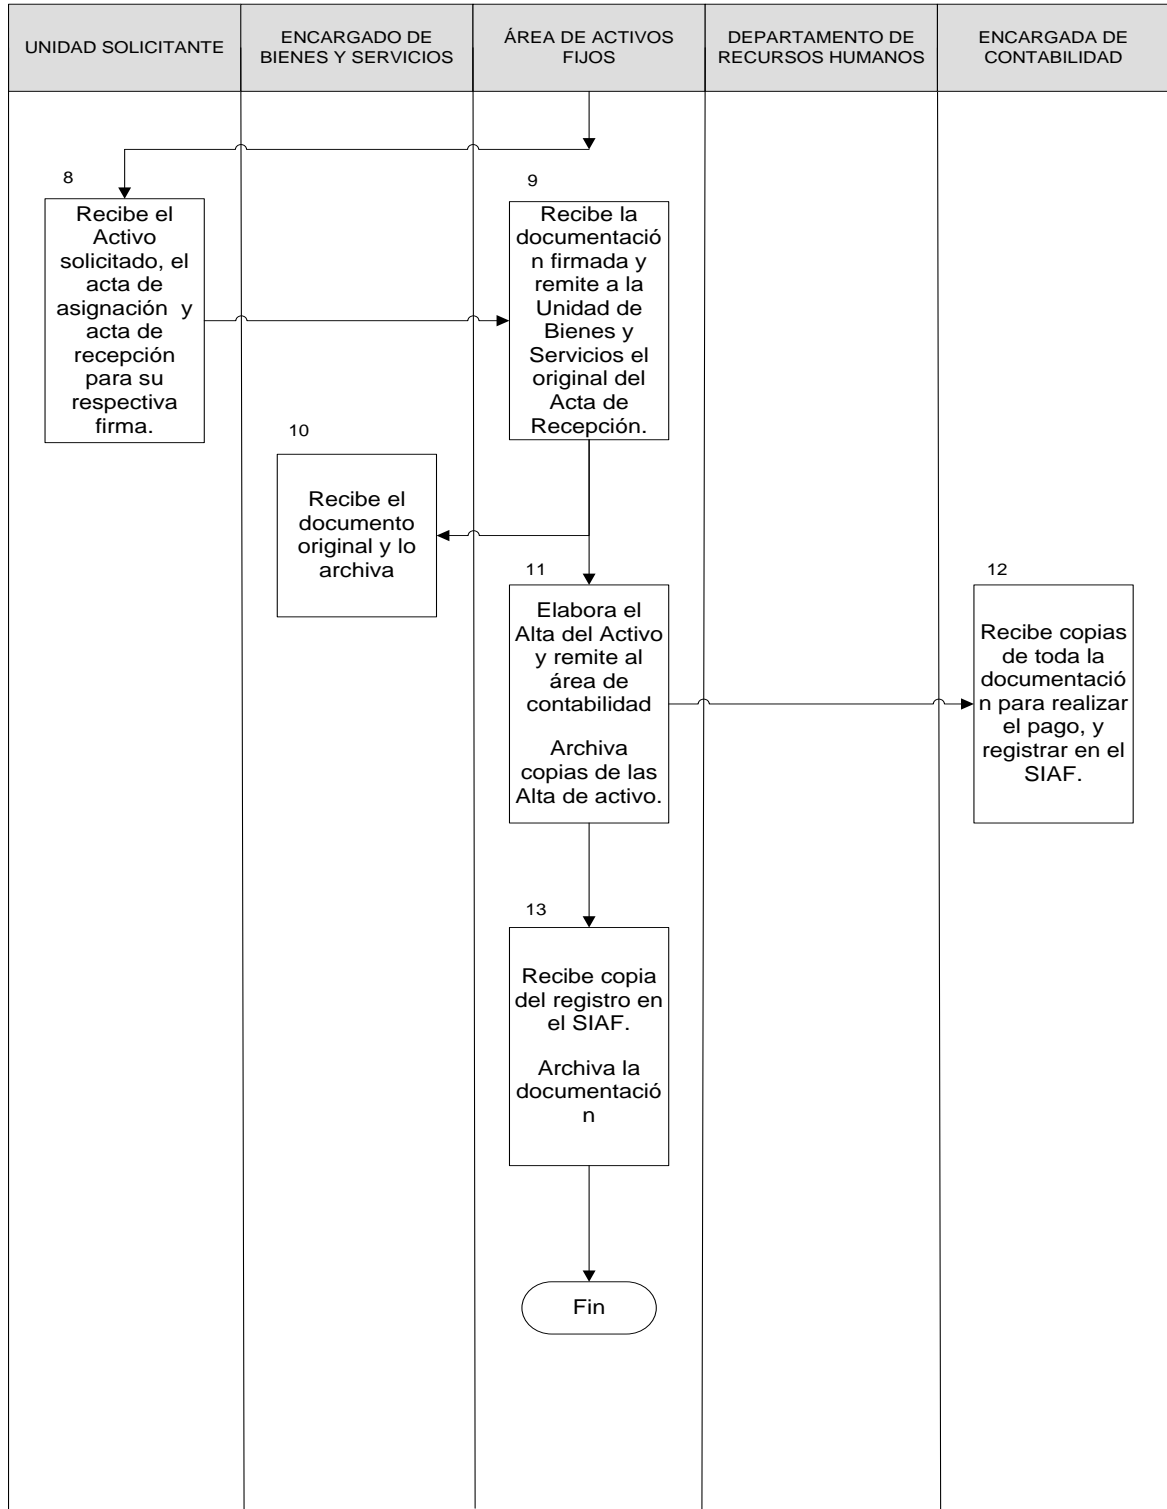 UNIDAD SOLICITANTE
ENCARGADO DE
BIENES Y SERVICIOS
ÁREA DE ACTIVOS
FIJOS
DEPARTAMENTO DE
RECURSOS HUMANOS
ENCARGADA DE
CONTABILIDAD
8
Recibe el
Activo
solicitado, el
acta de
asignación y
acta de
recepción
para su
respectiva
firma.
9
Recibe la
documentació
n firmada y
remite a la
Unidad de
Bienes y
Servicios el
original del
Acta de
Recepción.
10
Recibe el
documento
original y lo
archiva
11
Elabora el
Alta del Activo
y remite al
área de
contabilidad
Archiva
copias de las
Alta de activo.
12
Recibe copias
de toda la
documentació
n para realizar
el pago, y
registrar en el
SIAF.
13
Recibe copia
del registro en
el SIAF.
Archiva la
documentació
n
Fin